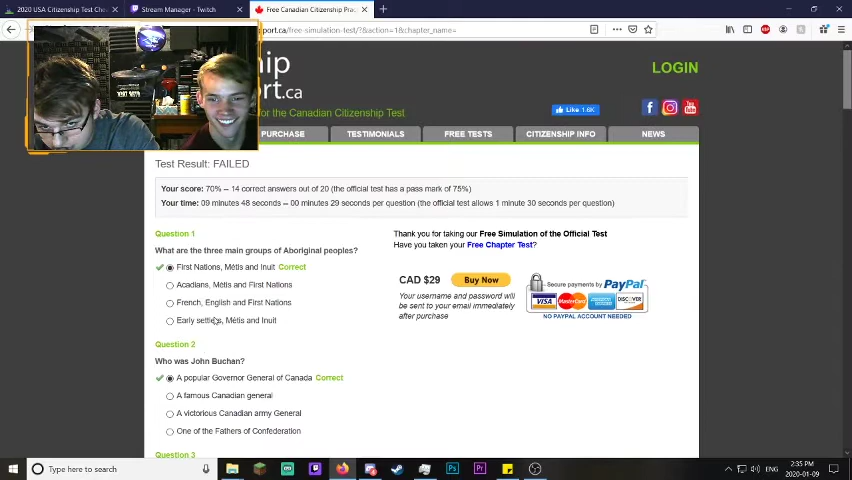 2020 USA Citizenship Test Che
Stream Manager - Twitch
Free Canadian Citizenship Prac
port.ca/free-simulation-test/?&action=1&chapter_name=
ship
port.ca
for the Canadian Citizenship Test
LOGIN
Like 1.6K
PURCHASE
TESTIMONIALS
FREE TESTS
CITIZENSHIP INFO
NEWS
Test Result: FAILED
Your score: 70% -- 14 correct answers out of 20 (the official test has a pass mark of 75%)
Your time: 09 minutes 48 seconds -- 00 minutes 29 seconds per question (the official test allows 1 minute 30 seconds per question)
Question 1
What are the three main groups of Aboriginal peoples?
First Nations, Métis and Inuit Correct
Acadians, Métis and First Nations
French, English and First Nations
Early settlers, Métis and Inuit
Thank you for taking our Free Simulation of the Official Test
Have you taken your Free Chapter Test?
CAD $29
Buy Now
Your username and password will
be sent to your email immediately
after purchase
Secure payments by PayPal
VISA
MasterCard
DISCOVER
NO PAYPAL ACCOUNT NEEDED
Question 2
Who was John Buchan?
A popular Governor General of Canada Correct
A famous Canadian general
A victorious Canadian army General
One of the Fathers of Confederation
Question 3
Type here to search
Ps
Pr
ENG
2:35 PM
2020-01-09